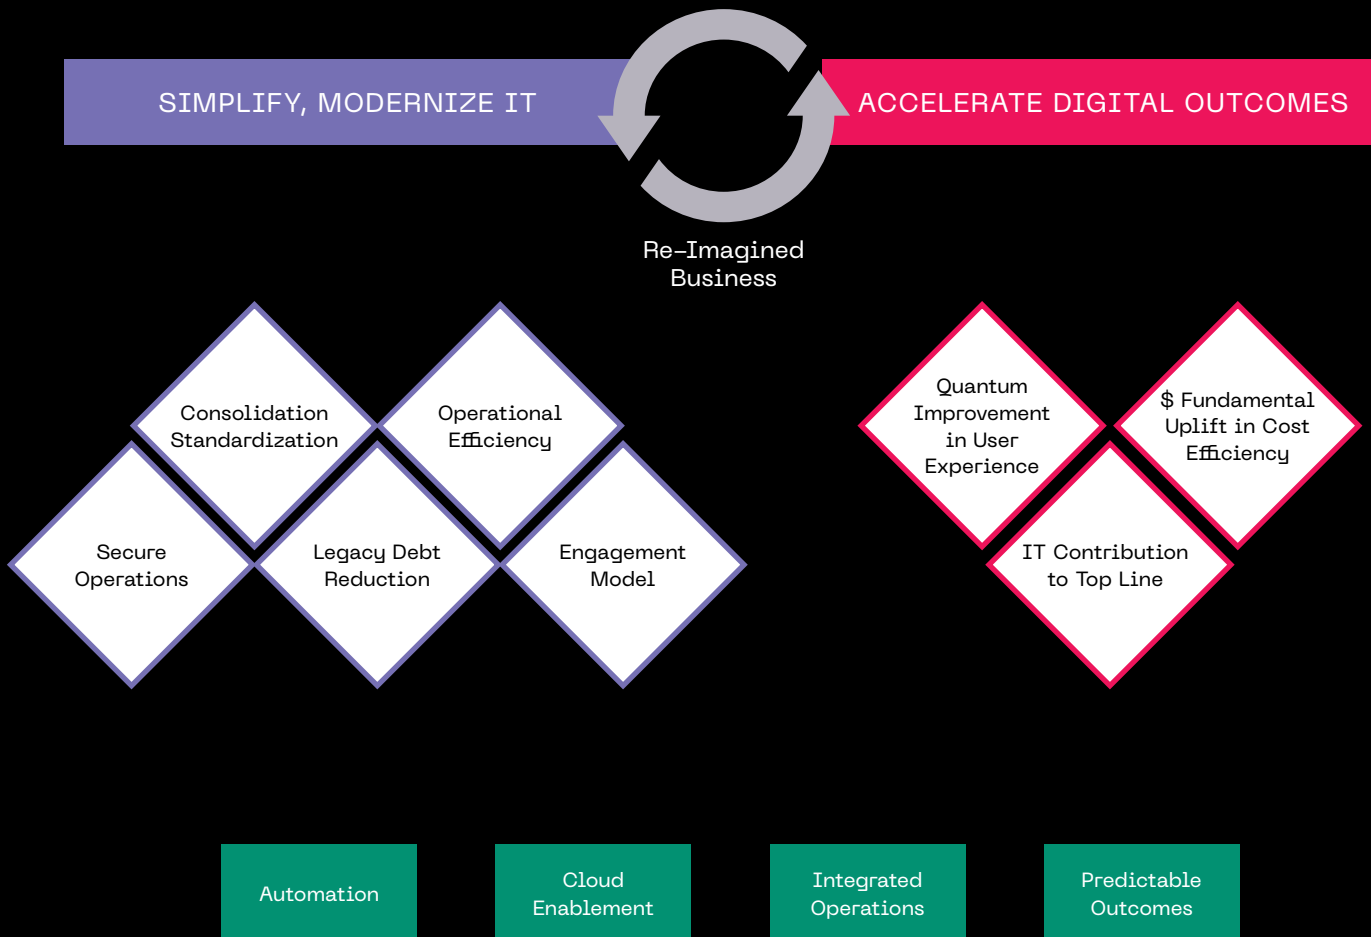 SIMPLIFY, MODERNIZE IT
ACCELERATE DIGITAL OUTCOMES
Re-Imagined
Business
Consolidation
Standardization
Operational
Efficiency
Secure
Operations
Legacy Debt
Reduction
Engagement
Model
Quantum
Improvement
in User
Experience
$ Fundamental
Uplift in Cost
Efficiency
IT Contribution
to Top Line
Automation
Cloud
Enablement
Integrated
Operations
Predictable
Outcomes